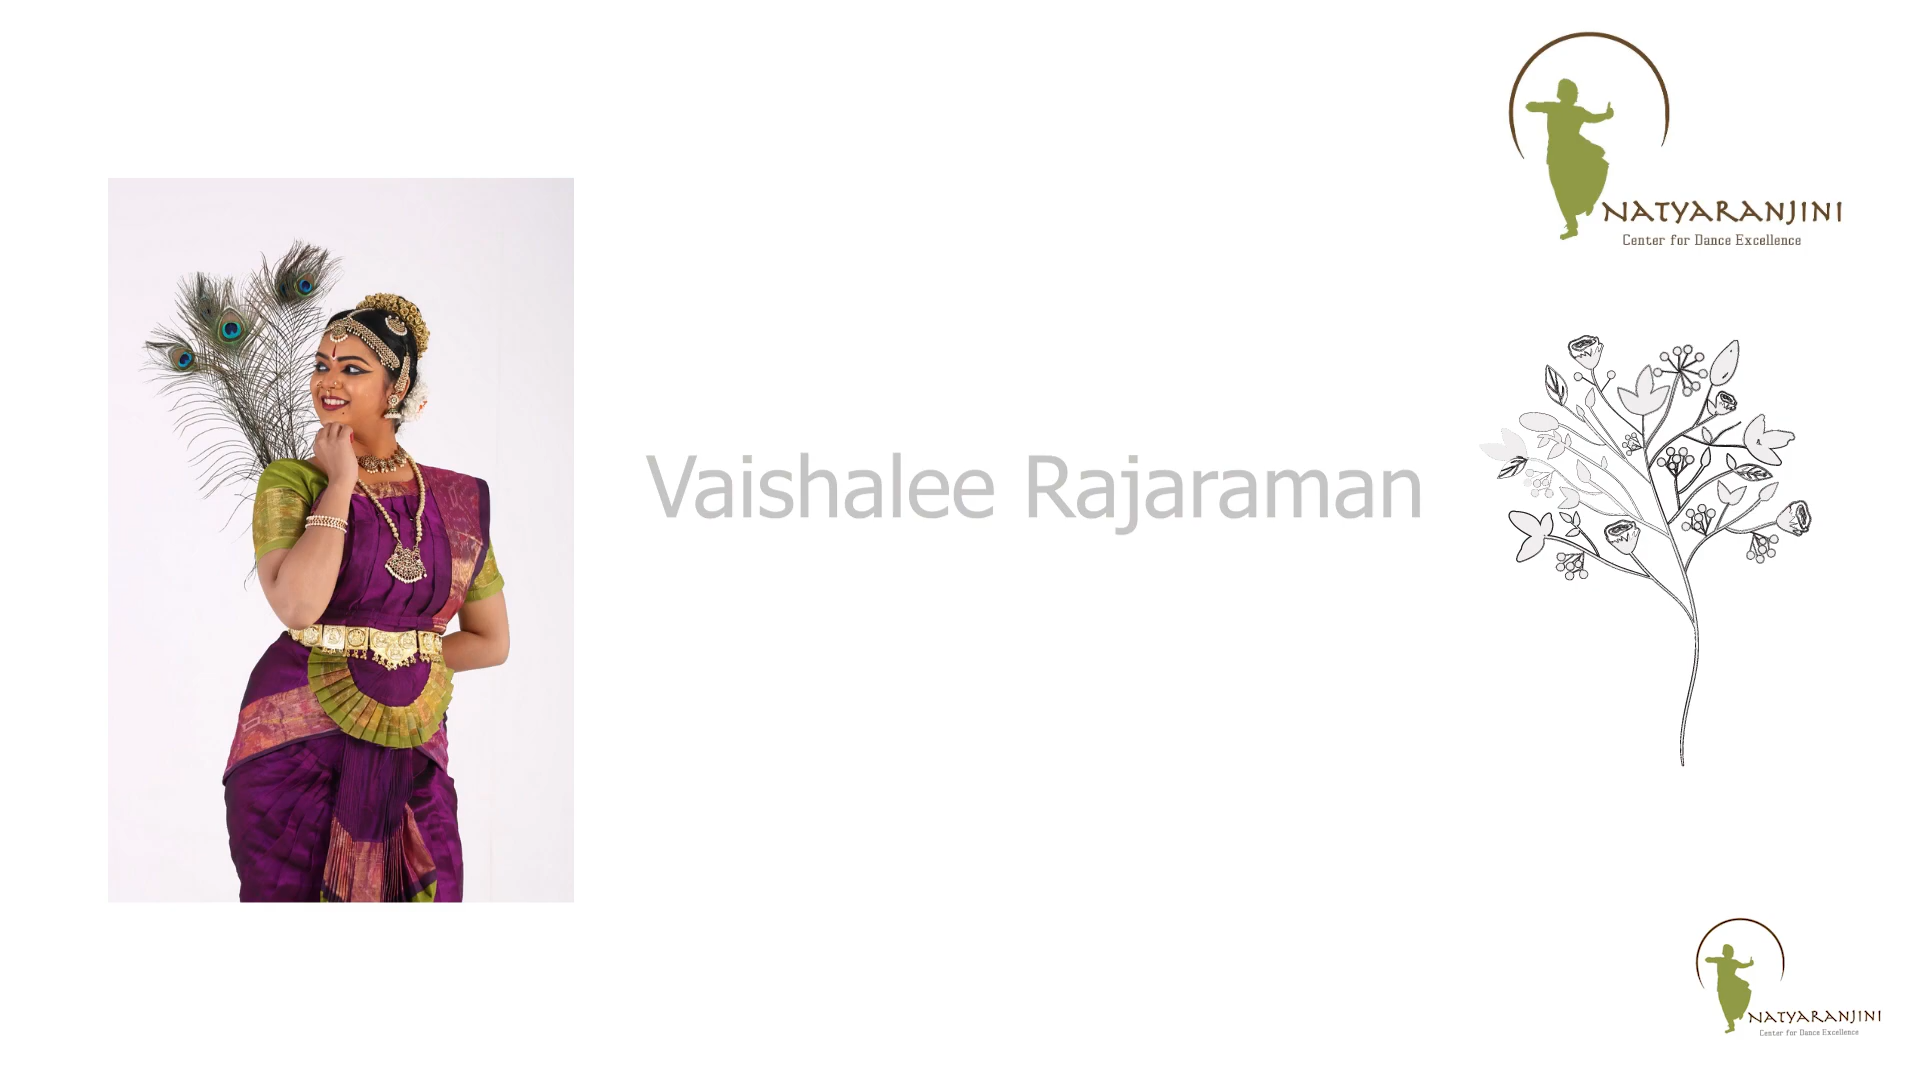 NATYARANJINI
Center for Dance Excellence
Vaishalee Rajaraman
NATYARANJINI
Center for Dance Excellence